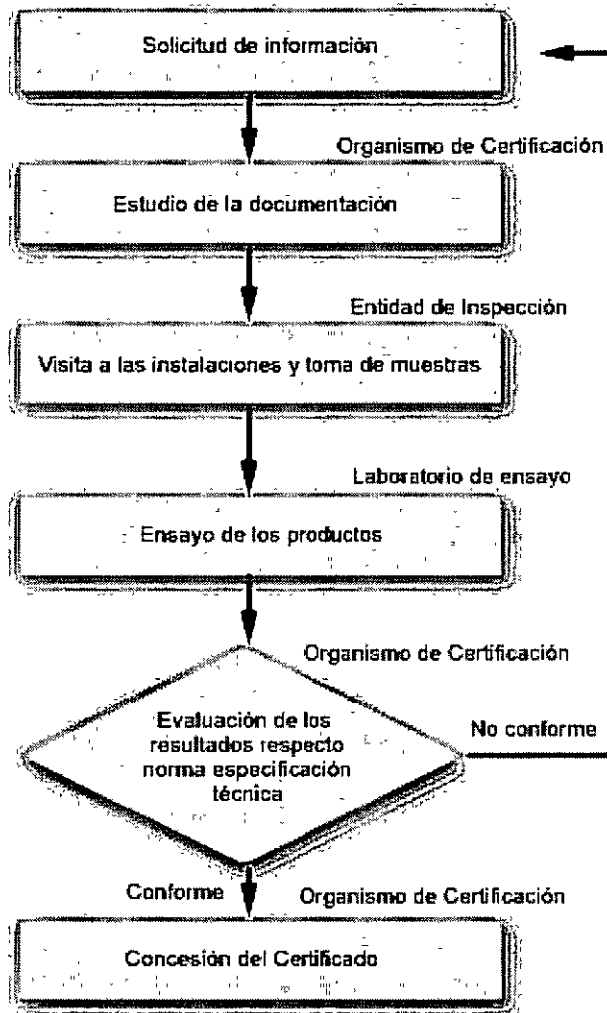 Solicitud de información
Organismo de Certificación
Estudio de la documentación
Entidad de Inspección
Visita a las instalaciones y toma de muestras
Laboratorio de ensayo
Ensayo de los productos
Organismo de Certificación
Evaluación de los
resultados respecto
norma especificación
técnica
No conforme
Conforme
Organismo de Certificación
Concesión del Certificado